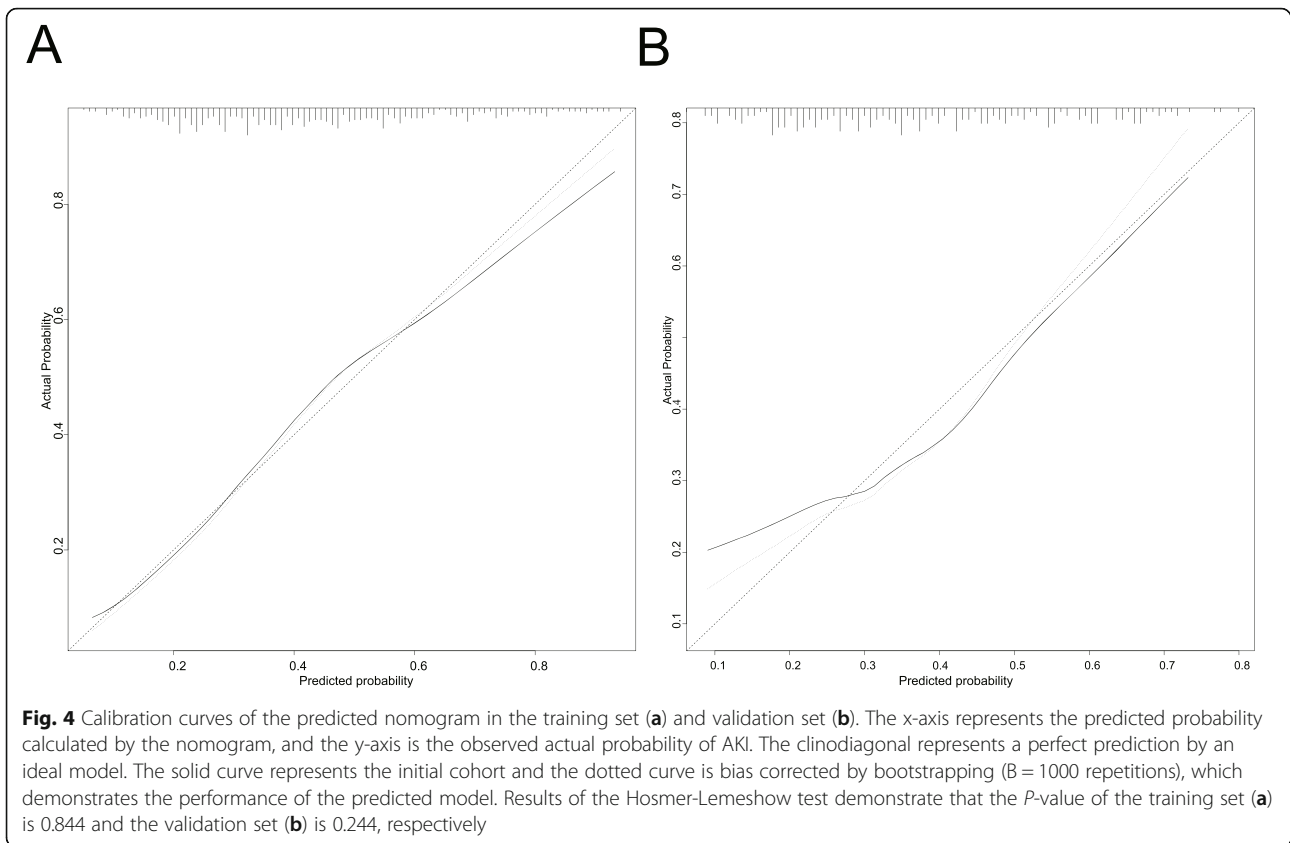 A
B
0.8
0.6
0.4
0.2
Actual Probability
0.2 0.4 0.6 0.8
Predicted probability
0.8
0.7
0.6
0.4
0.3
0.2
0.1
Actual Probability
0.1 0.2 0.3 0.4 0.5 0.6 0.7 0.8
Predicted probability
Fig. 4 Calibration curves of the predicted nomogram in the training set (a) and validation set (b). The x-axis represents the predicted probability
calculated by the nomogram, and the y-axis is the observed actual probability of AKI. The clinodiagonal represents a perfect prediction by an
ideal model. The solid curve represents the initial cohort and the dotted curve is bias corrected by bootstrapping (B = 1000 repetitions), which
demonstrates the performance of the predicted model. Results of the Hosmer-Lemeshow test demonstrate that the P-value of the training set (a)
is 0.844 and the validation set (b) is 0.244, respectively